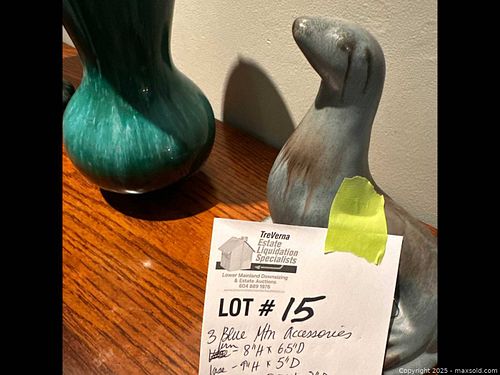 TreVerna
Estate
Liquidation
Specialists
Lower Mainland Downsizing
& Estate Auctions
604 889 1976
LOT # 15
3 Blue Mtn Accessories
- 8"H x 6.5"D
Vase - 9"H x 5"D
Copyright 2025 - maxsold.com